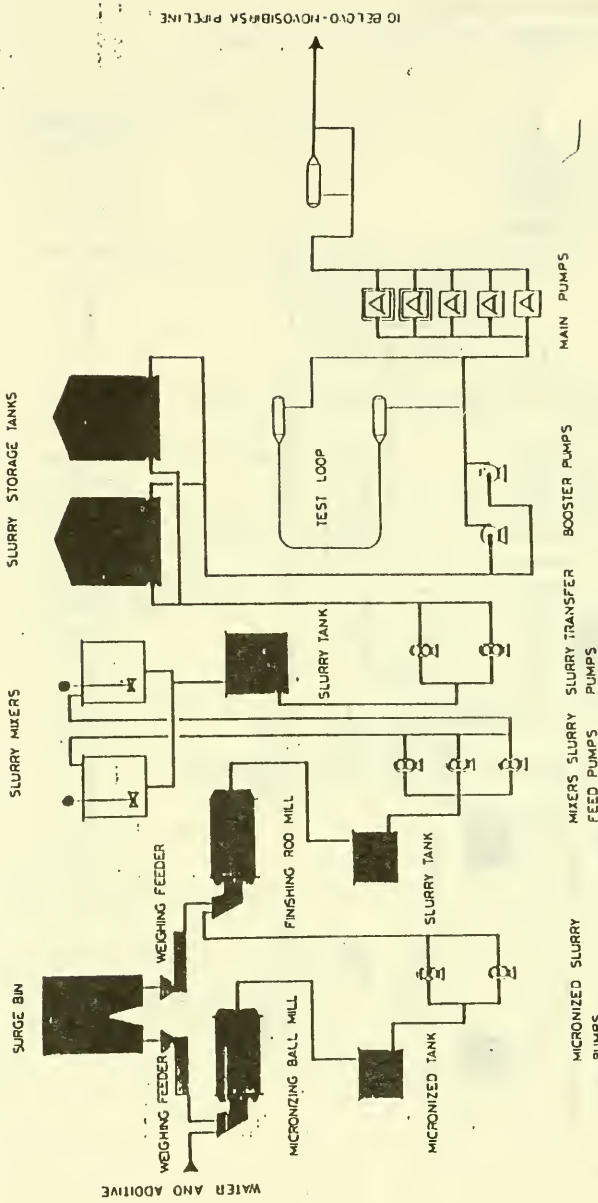 SURGE BIN
SLURRY MIXERS
SLURRY STORAGE TANKS
TO BELOVO-NOVOSIBIRSK PIPELINE
WEIGHING FEEDER
WEIGHING FEEDER
WATER AND ADDITIVE
MICRONIZING BALL MILL
FINISHING ROD MILL
SLURRY TANK
TEST LOOP
MICRONIZED TANK
SLURRY TANK
MICRONIZED SLURRY
PUMPS
MIXERS SLURRY
FEED PUMPS
SLURRY TRANSFER
PUMPS
BOOSTER PUMPS
MAIN PUMPS